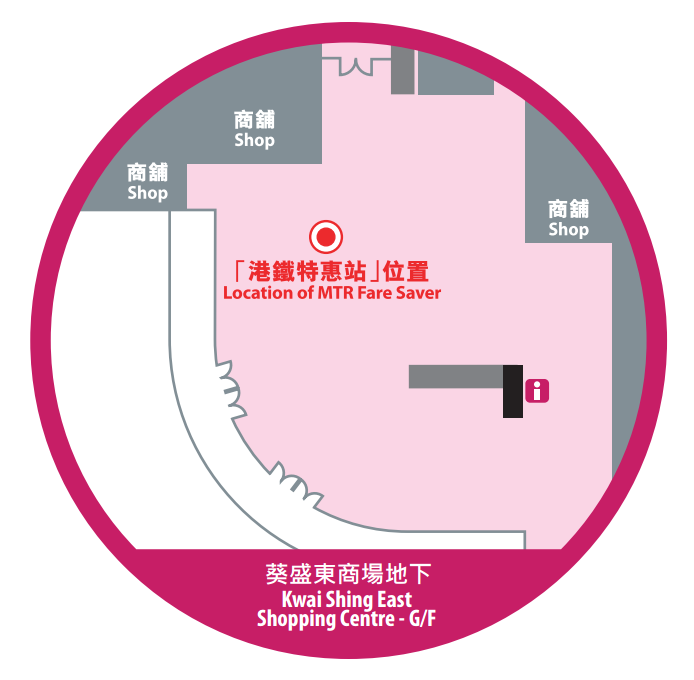 商舖
Shop
商舖
Shop
商舖
Shop
「港鐵特惠站」位置
Location of MTR Fare Saver
i
葵盛東商場地下
Kwai Shing East
Shopping Centre - G/F